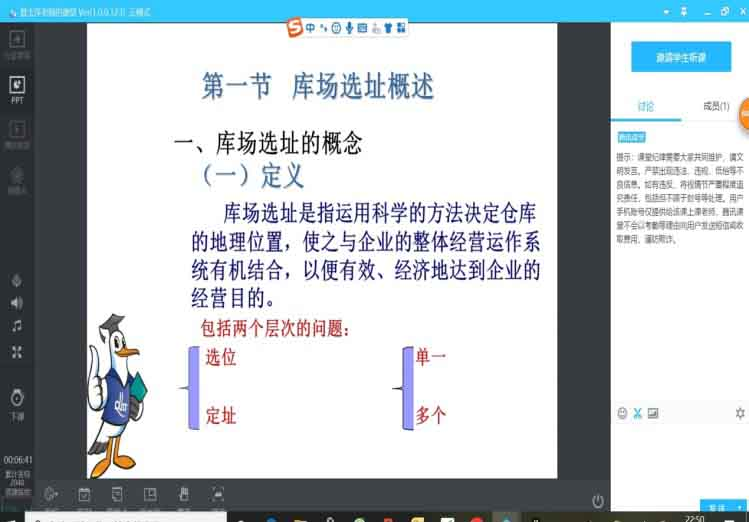 中
邀请学生听课
讨论
成员(1)
PPT
第一节 库场选址概述
一、库场选址的概念
（一）定义
库场选址是指运用科学的方法决定仓库
的地理位置，使之与企业的整体经营运作系
统有机结合，以便有效、经济地达到企业的
经营目的。
包括两个层次的问题：
选位
单一
定址
多个
提示：课堂纪律需要大家共同维护，请文
明发言。严禁出现违法、违规、低俗等不
良信息。如有违反，将视情节严重程度追
究责任，包括但不限于封号等处理。用户
手机账号仅提供给该课上课老师，腾讯课
堂不会以考勤等理由向用户发送短信或收
取费用，谨防欺诈。
下课
00:06:41
22:50